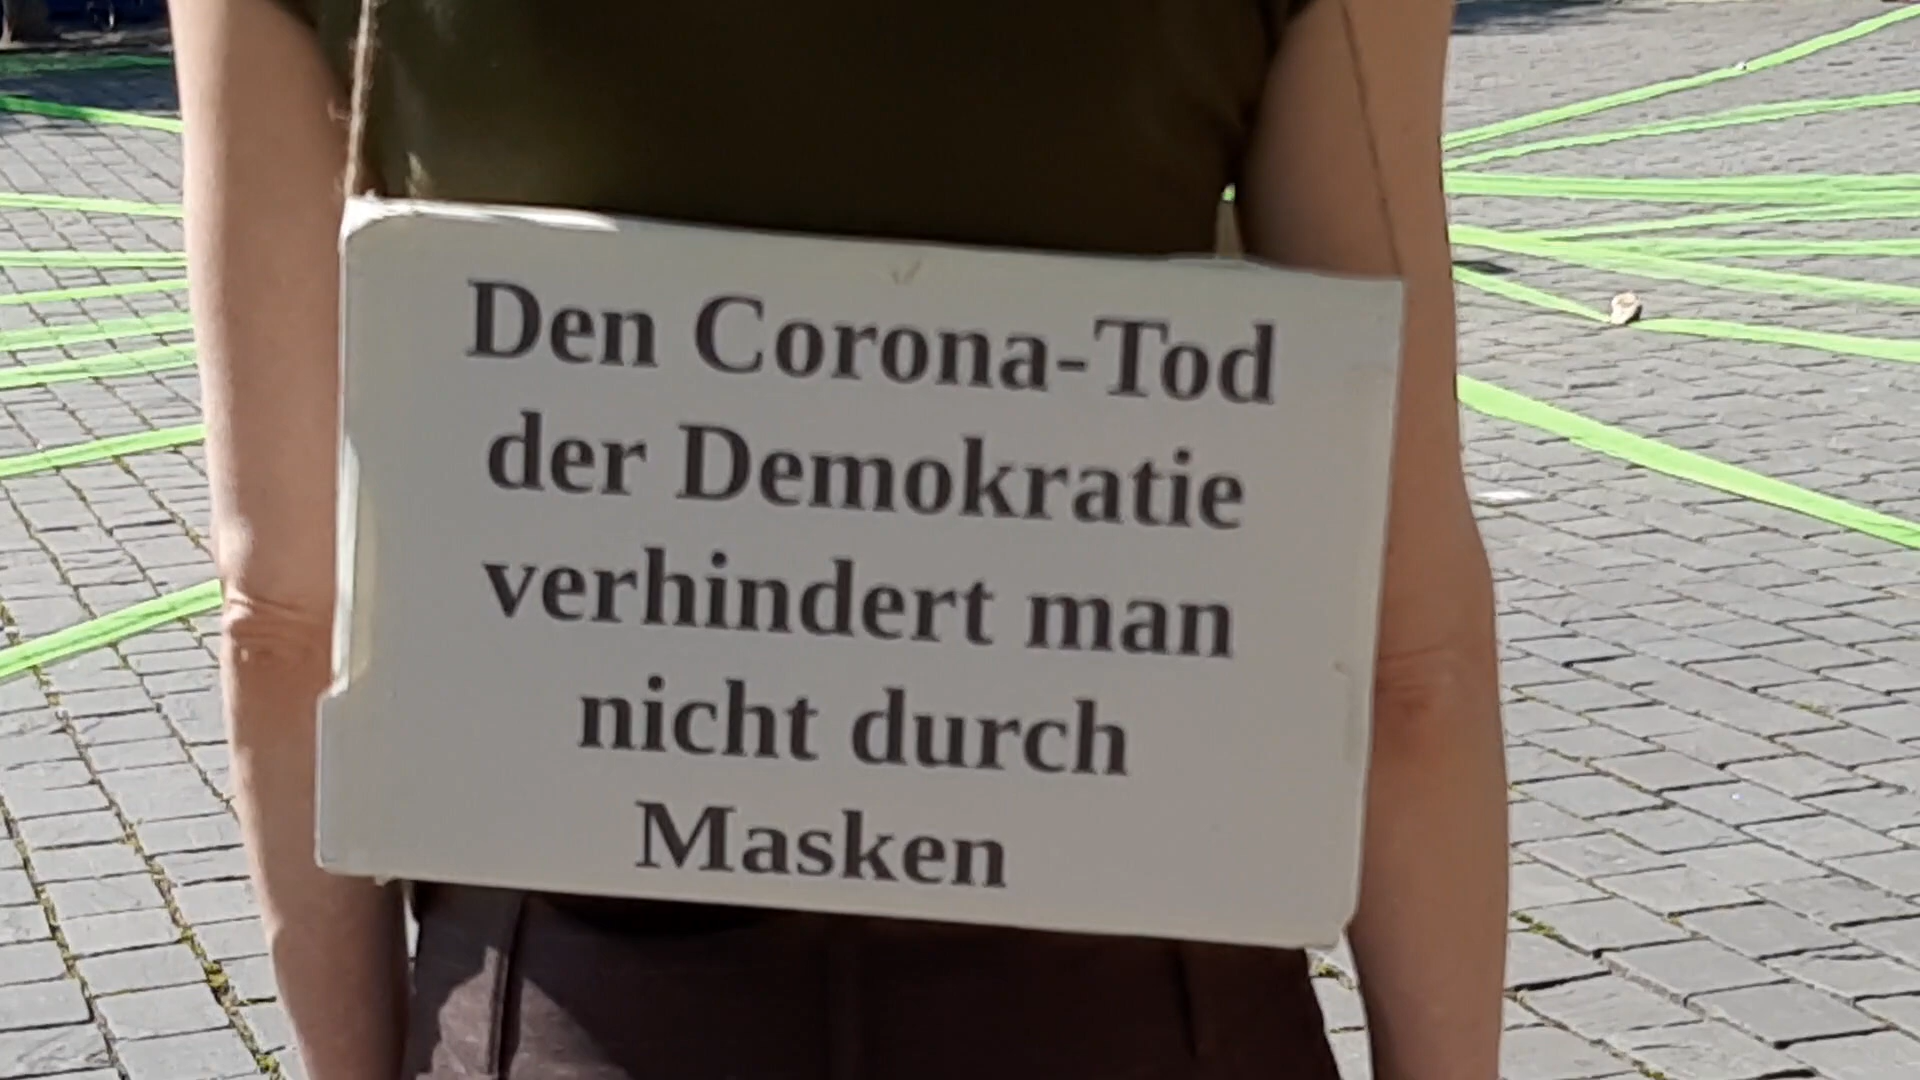 Den Corona-Tod
der Demokratie
verhindert man
nicht durch
Masken